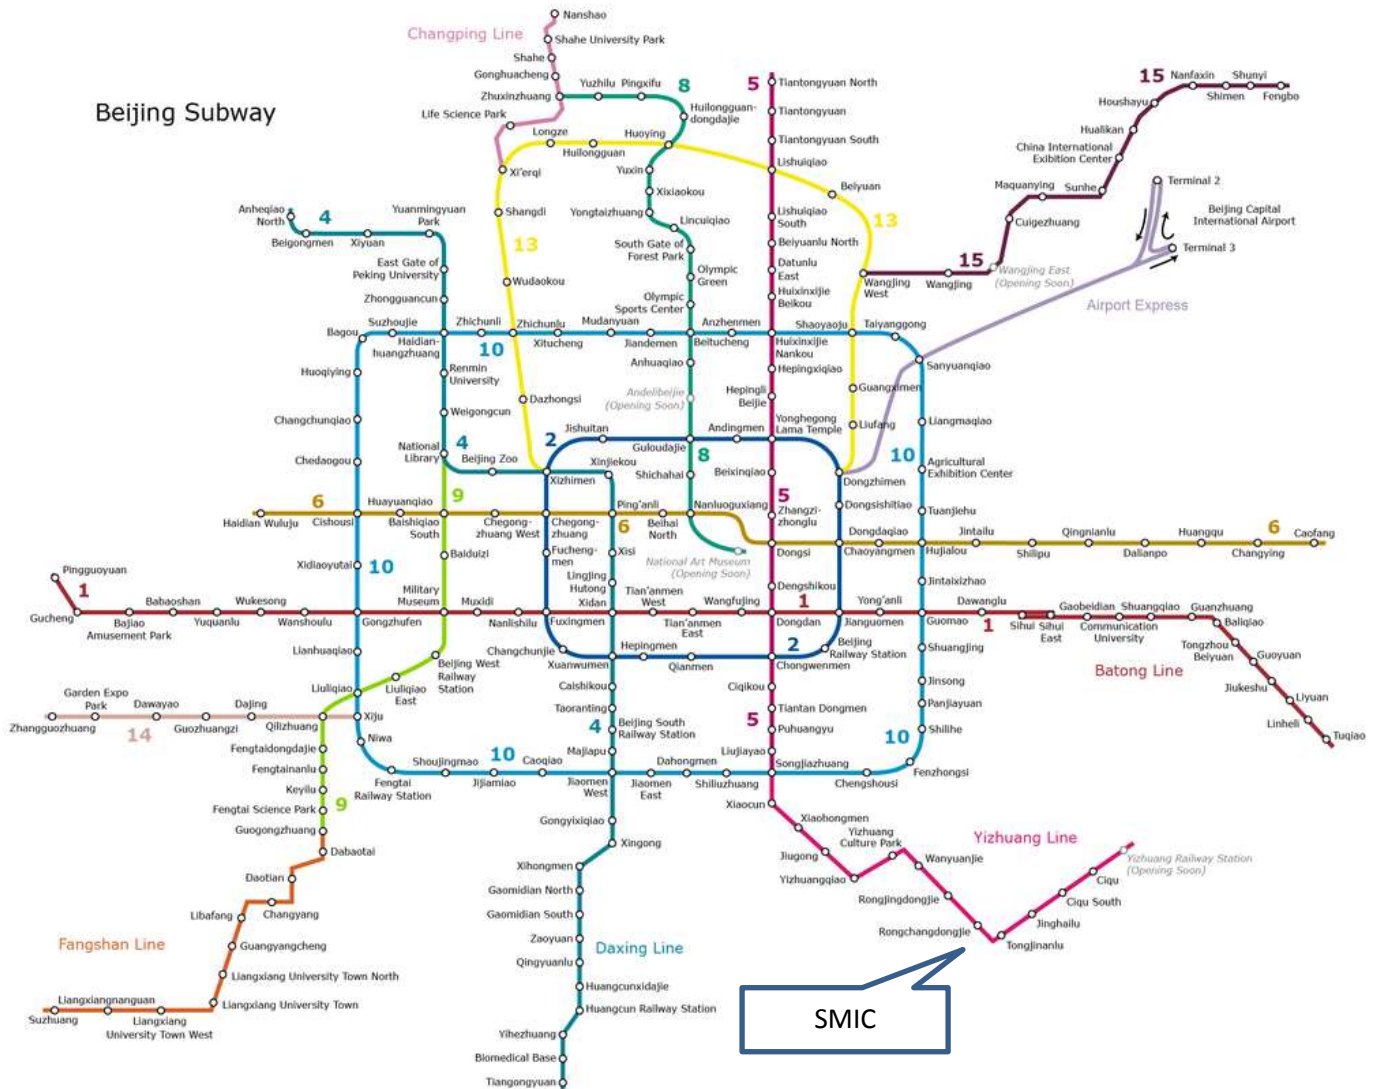 Beijing Subway
Changping Line
Nanshao
Shahe University Park
Shahe
Gonghuacheng
Zhuxinzhuang
Life Science Park
Yuzhilu
Pingxifu
8
Huilongguan-
dongdajie
5
Tiantongyuan North
Tiantongyuan
Tiantongyuan South
15
Nanfaxin
Shunyi
Shimen
Fengbo
Houshayu
Hualikan
China International
Exibition Center
Maquanying
Sunhe
Cuigezhuang
Terminal 2
Beijing Capital
International Airport
Terminal 3
Longze
Huilongguan
Huoying
Lishuiqiao
Xi'erqi
Yuxin
Xixiaokou
Beiyuan
13
Anheqiao
North
4
Beigongmen
Xiyuan
Yuanmingyuan
Park
Shangdi
13
Yongtaizhuang
Lincuiqiao
Lishuiqiao
South
Beiyuanlu North
East Gate of
Peking University
South Gate of
Forest Park
Datunlu
East
15
Wangjing East
(Opening Soon)
Wudaokou
Olympic
Green
Huixinxijie
Beikou
Wangjing
West
Wangjing
Zhongguancun
Olympic
Sports Center
Airport Express
Bagou
Suzhoujie
Haidian-
huangzhuang
Zhichunli
10
Zhichunlu
Xitucheng
Mudanyuan
Jiandemen
Beitucheng
Anzhenmen
Huixinxijie
Nankou
Shaoyaoju
Taiyanggong
Sanyuanqiao
Huoqiying
Renmin
University
Anhuaqiao
Hepingxiqiao
Guangximen
Changchunqiao
Weigongcun
Dazhongsi
Andelibeijie
(Opening Soon)
Hepingli
Beijie
Liufang
Liangmaqiao
Chedaogou
National
Library
4
Beijing Zoo
2
Jishuitan
Guloudajie
Andingmen
Yonghegong
Lama Temple
10
Agricultural
Exhibition Center
Xizhimen
Xinjiekou
8
Shichahai
Beixinqiao
Dongzhimen
6
Haidian Wuluju
Cishousi
Huayuanqiao
9
Baishiqiao
South
Chegong-
zhuang West
Chegong-
zhuang
Ping'anli
6
Beihai
North
Nanluoguxiang
5
Zhangzi-
zhonglu
Dongsishitiao
Tuanjiehu
Xidiaoyutai
10
Baiduizi
Fucheng-
men
Xisi
National Art Museum
(Opening Soon)
Dongsi
Dongdaqiao
Chaoyangmen
Hujialou
Jintailu
Shilipu
Qingnianlu
Dalianpo
Huangqu
Changying
6
Caofang
Pingguoyuan
1
Gucheng
Babaoshan
Bajiao
Amusement Park
Yuquanlu
Wukesong
Wanshoulu
Gongzhufen
Military
Museum
Muxidi
Nanlishilu
Fuxingmen
Lingjing
Hutong
Xidan
Tian'anmen
West
Tian'anmen
East
Wangfujing
Dengshikou
1
Dongdan
Yong'anli
Jianguomen
Jintaixizhao
Guomao
Dawanglu
1
Sihui
Sihui
East
Gaobeidian
Communication
University
Shuangqiao
Guanzhuang
Baliqiao
Tongzhou
Beiyuan
Guoyuan
Jiukeshu
Liyuan
Linheli
Tuqiao
Batong Line
Lianhuaqiao
Beijing West
Railway
Station
Changchunjie
Xuanwumen
Hepingmen
Qianmen
2
Chongwenmen
Beijing
Railway Station
Shuangjing
Liuliqiao
Liuliqiao
East
Caishikou
Ciqikou
Jinsong
Garden Expo
Park
Zhangguozhuang
Dawayao
14
Guozhuangzi
Dajing
Qilizhuang
Xiju
Taoranting
Tiantan Dongmen
Panjiayuan
Niwa
4
Beijing South
Railway Station
5
Puhuangyu
10
Shilihe
Fengtaidongdajie
Fengtainanlu
Keyilu
Fengtai Science Park
9
Guogongzhuang
Fengtai
Railway Station
Shoujingmao
10
Jijiamiao
Caoqiao
Majiapu
Jiaomen
West
Jiaomen
East
Dahongmen
Shiliuzhuang
Liujiayao
Songjiazhuang
Chengshousi
Fenzhongsi
Dabaotai
Gongyixiqiao
Xiaocun
Xingong
Xiaohongmen
Jiugong
Yizhuangqiao
Yizhuang
Culture Park
Wanyuanjie
Rongjingdongjie
Rongchangdongjie
Tongjinanlu
Jinghailu
Ciqu South
Ciqu
Yizhuang Railway Station
(Opening Soon)
Yizhuang Line
Daotian
Changyang
Libafang
Guangyangcheng
Fangshan Line
Liangxiang University Town North
Liangxiang University Town
Liangxiangnanguan
Suzhuang
Liangxiang
University Town West
Xihongmen
Gaomidian North
Gaomidian South
Zaoyuan
Qingyuanlu
Daxing Line
Huangcunxidajie
Huangcun Railway Station
Yihezhuang
Biomedical Base
Tiangongyuan
SMIC